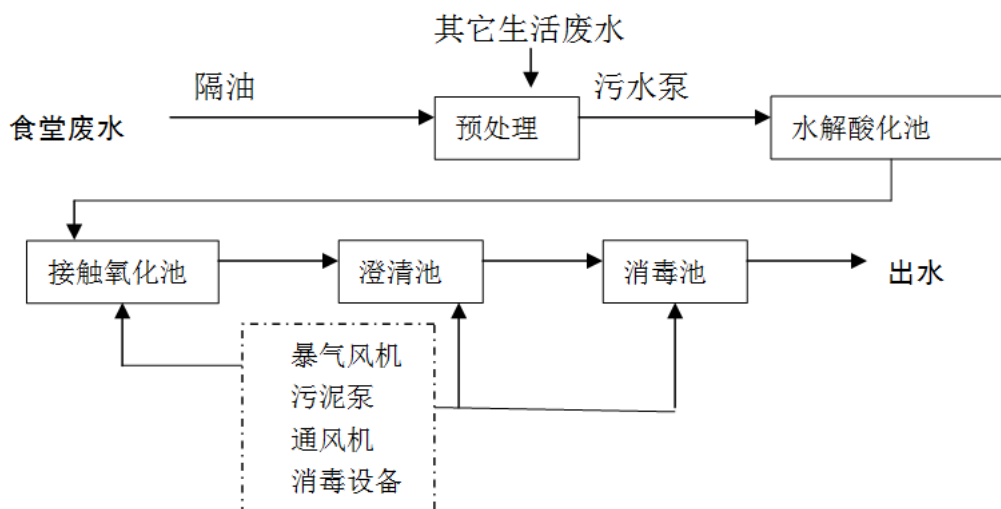 其它生活废水
隔油
污水泵
食堂废水
预处理
水解酸化池
接触氧化池
澄清池
消毒池
出水
暴气风机
污泥泵
通风机
消毒设备